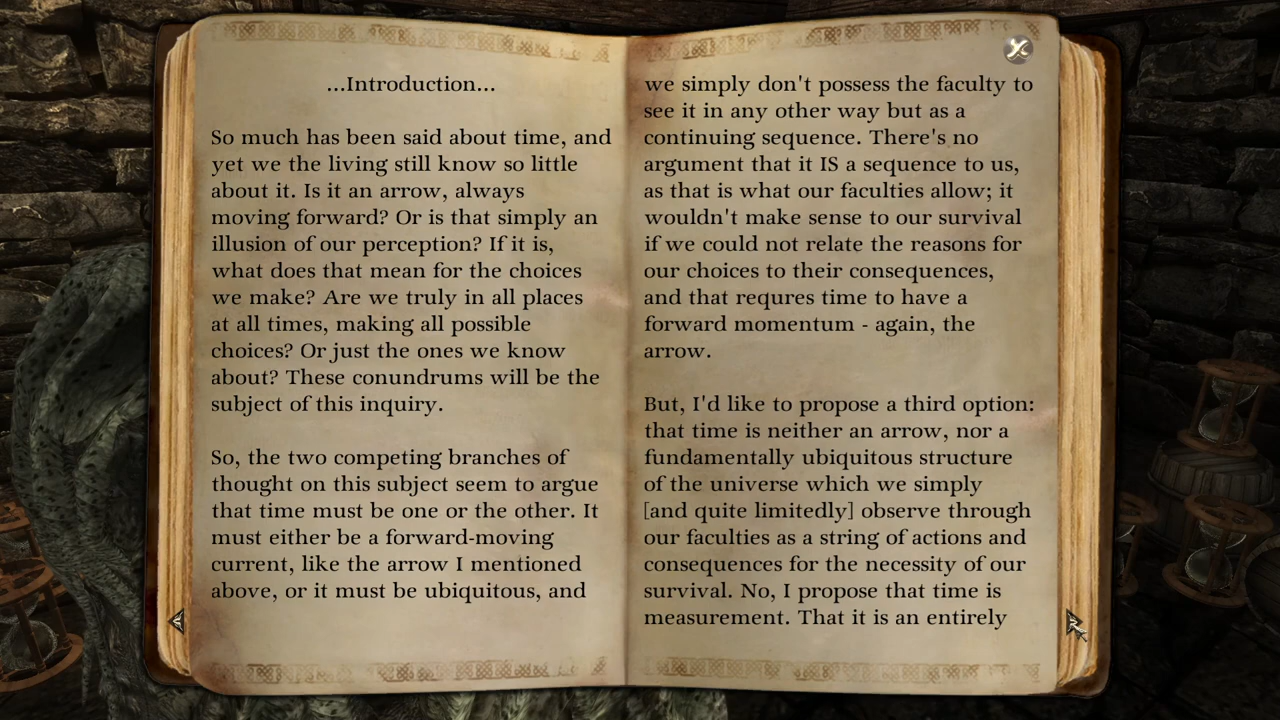 ...Introduction...
So much has been said about time, and
yet we the living still know so little
about it. Is it an arrow, always
moving forward? Or is that simply an
illusion of our perception? If it is,
what does that mean for the choices
we make? Are we truly in all places
at all times, making all possible
choices? Or just the ones we know
about? These conundrums will be the
subject of this inquiry.
So, the two competing branches of
thought on this subject seem to argue
that time must be one or the other. It
must either be a forward-moving
current, like the arrow I mentioned
above, or it must be ubiquitous, and
we simply don't possess the faculty to
see it in any other way but as a
continuing sequence. There's no
argument that it IS a sequence to us,
as that is what our faculties allow; it
wouldn't make sense to our survival
if we could not relate the reasons for
our choices to their consequences,
and that requres time to have a
forward momentum - again, the
arrow.
But, I'd like to propose a third option:
that time is neither an arrow, nor a
fundamentally ubiquitous structure
of the universe which we simply
[and quite limitedly] observe through
our faculties as a string of actions and
consequences for the necessity of our
survival. No, I propose that time is
measurement. That it is an entirely